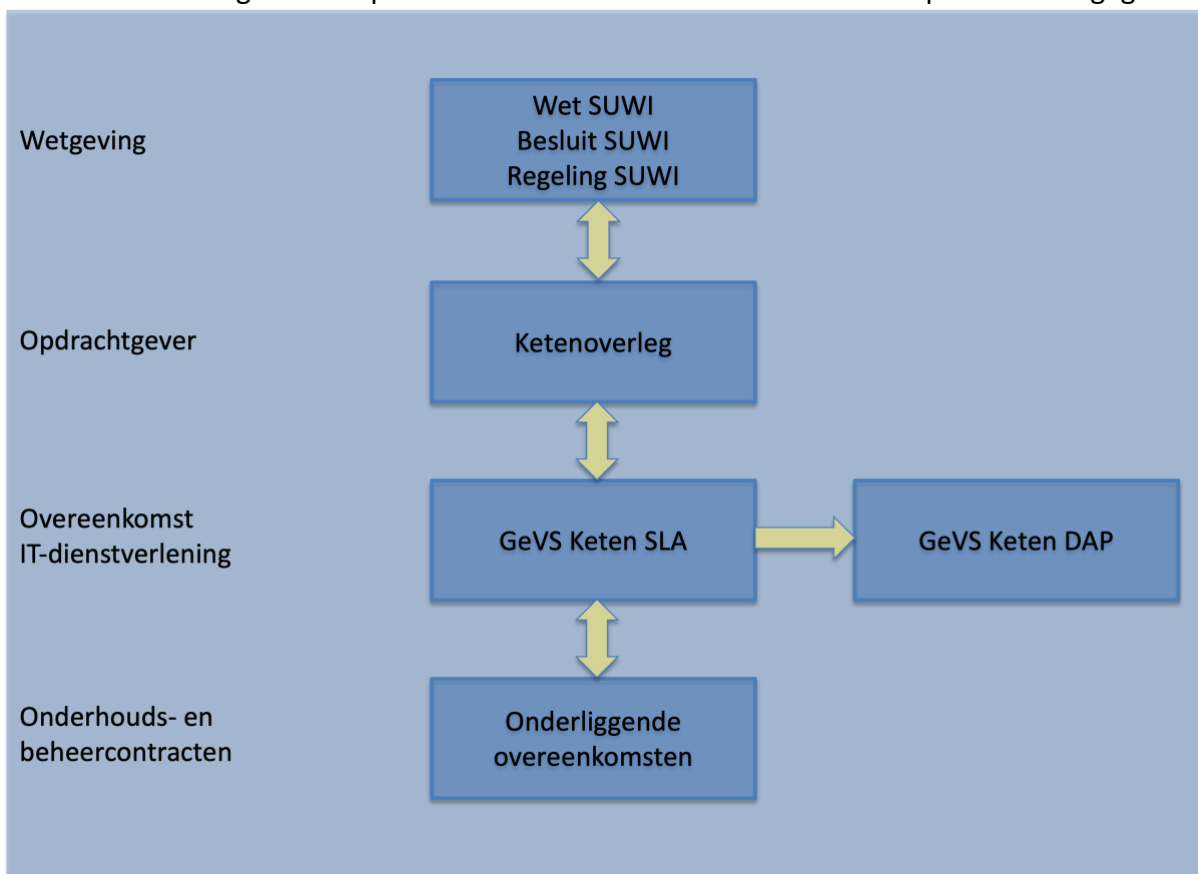 Wetgeving
Wet SUWI
Besluit SUWI
Regeling SUWI
Opdrachtgever
Ketenoverleg
Overeenkomst
IT-dienstverlening
GeVS Keten SLA
GeVS Keten DAP
Onderhouds- en
beheercontracten
Onderliggende
overeenkomsten